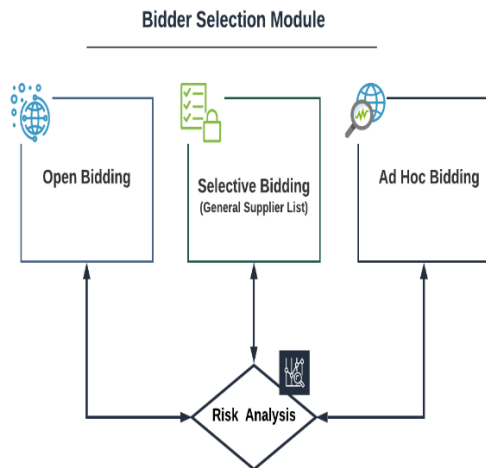 Bidder Selection Module
Open Bidding
Selective Bidding
(General Supplier List)
Ad Hoc Bidding
Risk Analysis